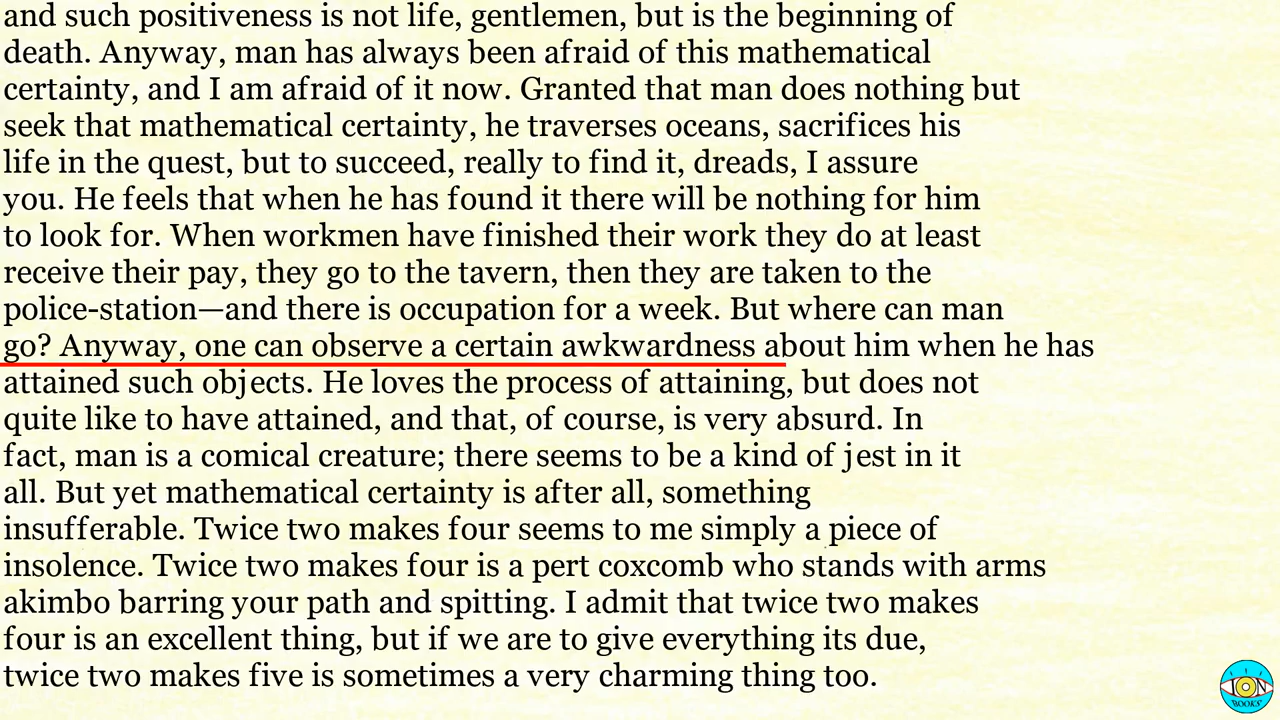 and such positiveness is not life, gentlemen, but is the beginning of
death. Anyway, man has always been afraid of this mathematical
certainty, and I am afraid of it now. Granted that man does nothing but
seek that mathematical certainty, he traverses oceans, sacrifices his
life in the quest, but to succeed, really to find it, dreads, I assure
you. He feels that when he has found it there will be nothing for him
to look for. When workmen have finished their work they do at least
receive their pay, they go to the tavern, then they are taken to the
police-station—and there is occupation for a week. But where can man
go? Anyway, one can observe a certain awkwardness about him when he has
attained such objects. He loves the process of attaining, but does not
quite like to have attained, and that, of course, is very absurd. In
fact, man is a comical creature; there seems to be a kind of jest in it
all. But yet mathematical certainty is after all, something
insufferable. Twice two makes four seems to me simply a piece of
insolence. Twice two makes four is a pert coxcomb who stands with arms
akimbo barring your path and spitting. I admit that twice two makes
four is an excellent thing, but if we are to give everything its due,
twice two makes five is sometimes a very charming thing too.
ION
BOOKS